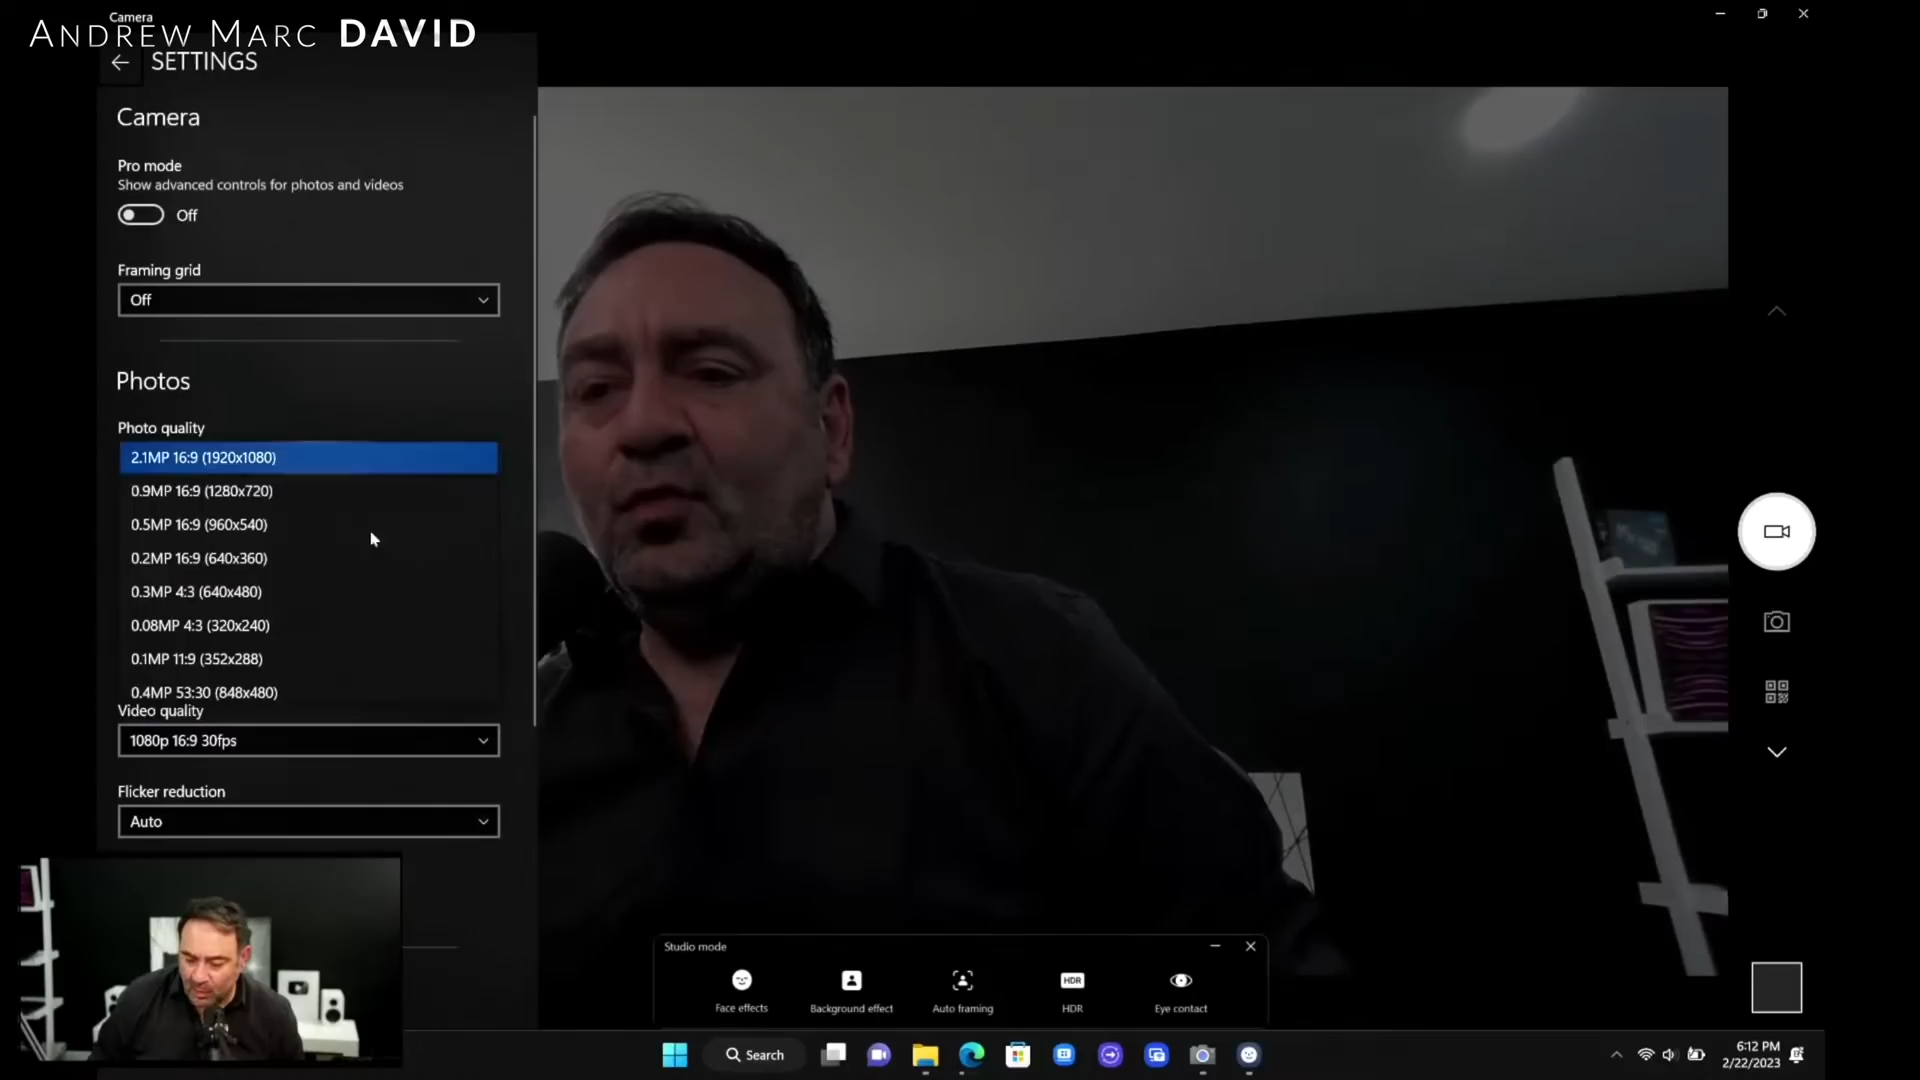 Camera
ANDREW MARC DAVID
SETTINGS
Camera
Pro mode
Show advanced controls for photos and videos
Off
Framing grid
Off
Photos
Photo quality
2.1MP 16:9 (1920x1080)
0.9MP 16:9 (1280x720)
0.5MP 16:9 (960x540)
0.2MP 16:9 (640x360)
0.3MP 4:3 (640x480)
0.08MP 4:3 (320x240)
0.1MP 11:9 (352x288)
0.4MP 53:30 (848x480)
Video quality
1080p 16:9 30fps
Flicker reduction
Auto
Studio mode
Face effects
Background effect
Auto framing
HDR
HDR
Eye contact
Search
6:12 PM
2/22/2023